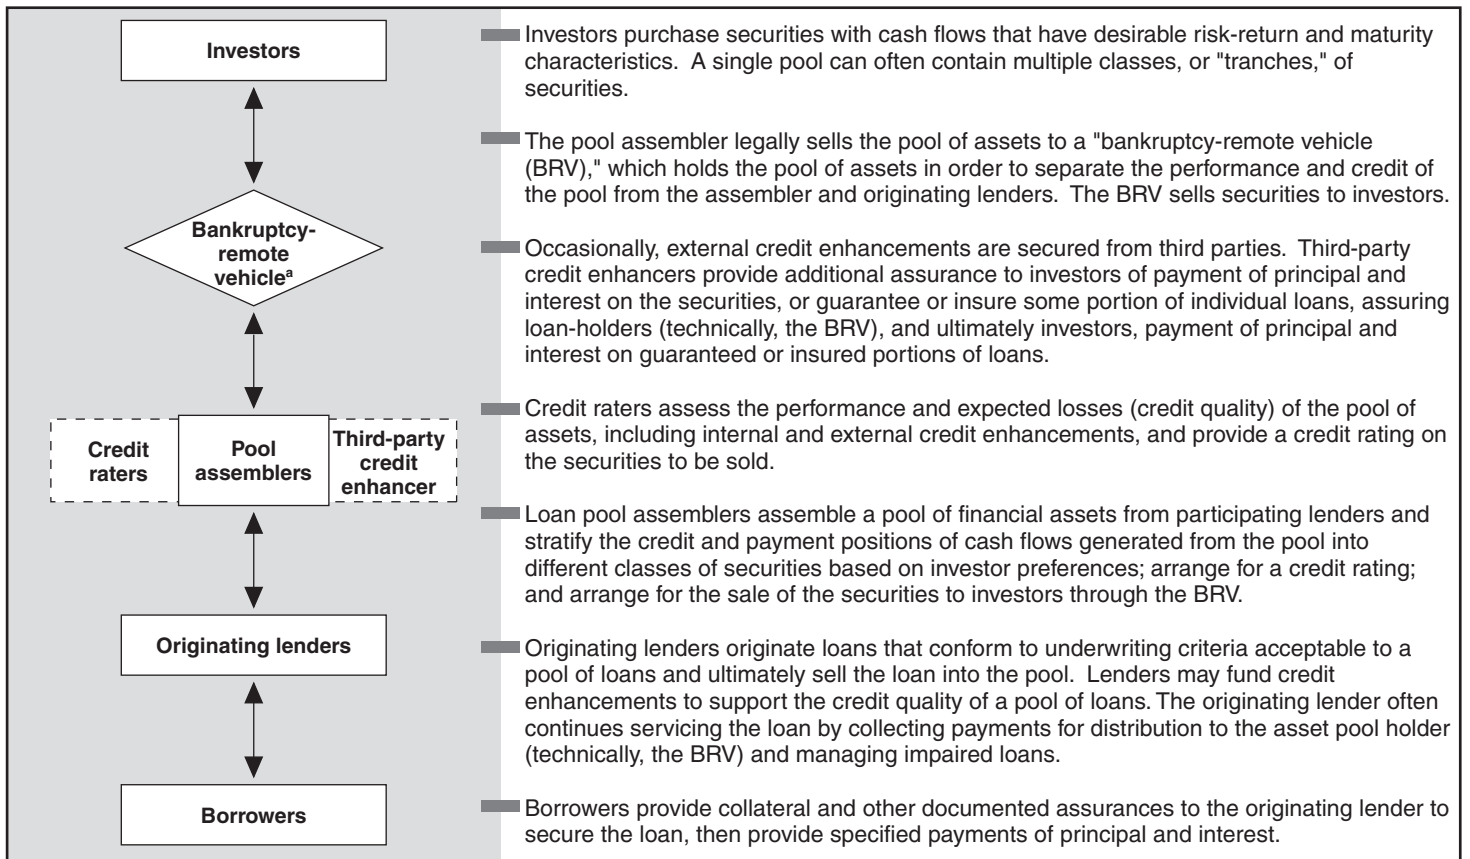 Investors
Investors purchase securities with cash flows that have desirable risk-return and maturity
characteristics. A single pool can often contain multiple classes, or "tranches," of
securities.
The pool assembler legally sells the pool of assets to a "bankruptcy-remote vehicle
(BRV)," which holds the pool of assets in order to separate the performance and credit of
the pool from the assembler and originating lenders. The BRV sells securities to investors.
Bankruptcy-
remote
vehicleᵃ
Occasionally, external credit enhancements are secured from third parties. Third-party
credit enhancers provide additional assurance to investors of payment of principal and
interest on the securities, or guarantee or insure some portion of individual loans, assuring
loan-holders (technically, the BRV), and ultimately investors, payment of principal and
interest on guaranteed or insured portions of loans.
Credit
raters
Pool
assemblers
Third-party
credit
enhancer
Credit raters assess the performance and expected losses (credit quality) of the pool of
assets, including internal and external credit enhancements, and provide a credit rating on
the securities to be sold.
Loan pool assemblers assemble a pool of financial assets from participating lenders and
stratify the credit and payment positions of cash flows generated from the pool into
different classes of securities based on investor preferences; arrange for a credit rating;
and arrange for the sale of the securities to investors through the BRV.
Originating lenders
Originating lenders originate loans that conform to underwriting criteria acceptable to a
pool of loans and ultimately sell the loan into the pool. Lenders may fund credit
enhancements to support the credit quality of a pool of loans. The originating lender often
continues servicing the loan by collecting payments for distribution to the asset pool holder
(technically, the BRV) and managing impaired loans.
Borrowers
Borrowers provide collateral and other documented assurances to the originating lender to
secure the loan, then provide specified payments of principal and interest.